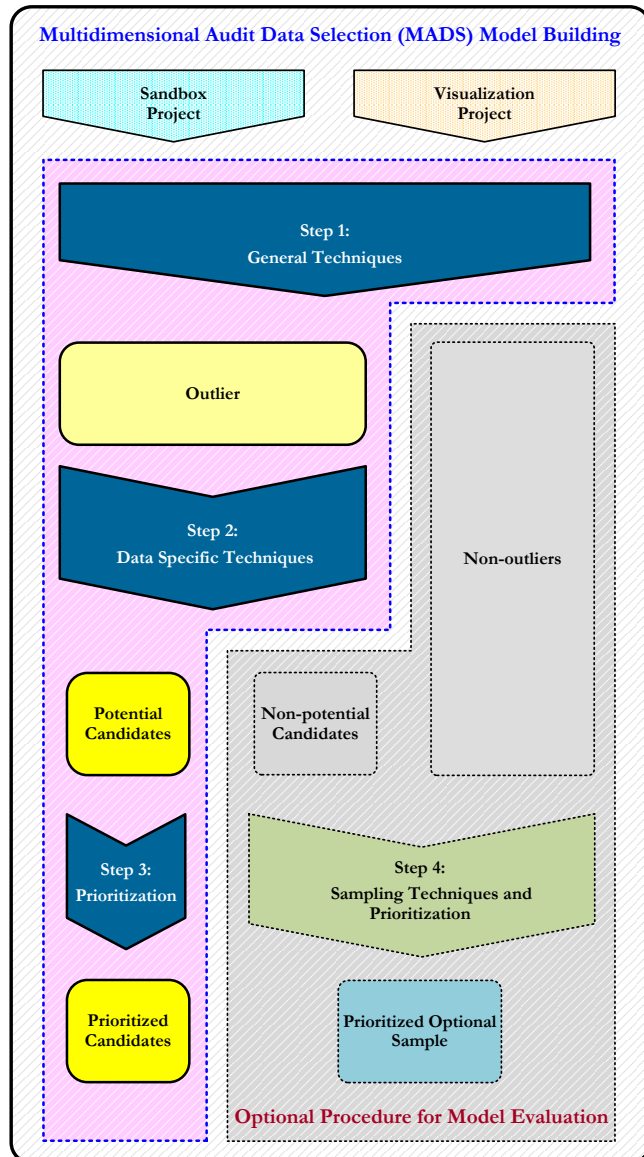 Multidimensional Audit Data Selection (MADS) Model Building
Sandbox
Project
Visualization
Project
Step 1:
General Techniques
Outlier
Step 2:
Data Specific Techniques
Non-outliers
Potential
Candidates
Non-potential
Candidates
Step 3:
Prioritization
Step 4:
Sampling Techniques and
Prioritization
Prioritized
Candidates
Prioritized Optional
Sample
Optional Procedure for Model Evaluation